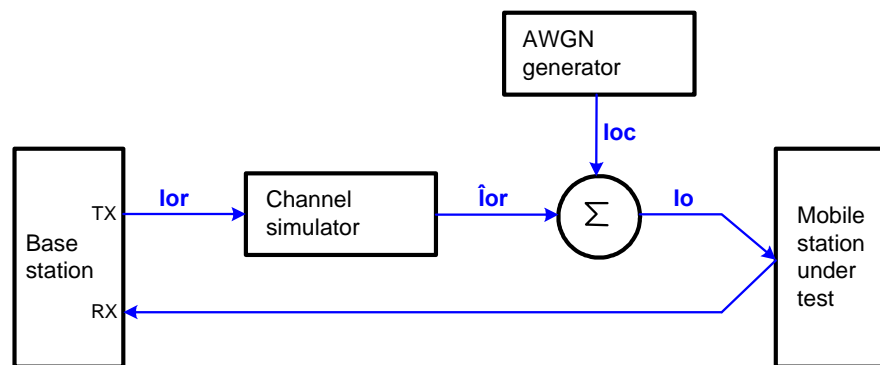 AWGN
generator
Ioc
Ior
Channel
simulator
Îor
Σ
Io
TX
Base
station
RX
Mobile
station
under
test